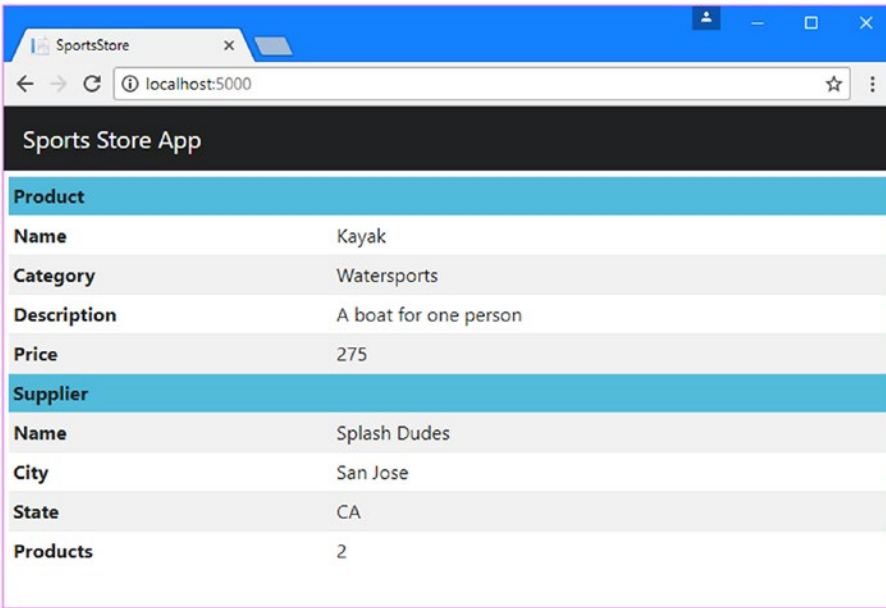 SportsStore
localhost:5000
Sports Store App
Product
Name Kayak
Category Watersports
Description A boat for one person
Price 275
Supplier
Name Splash Dudes
City San Jose
State CA
Products 2